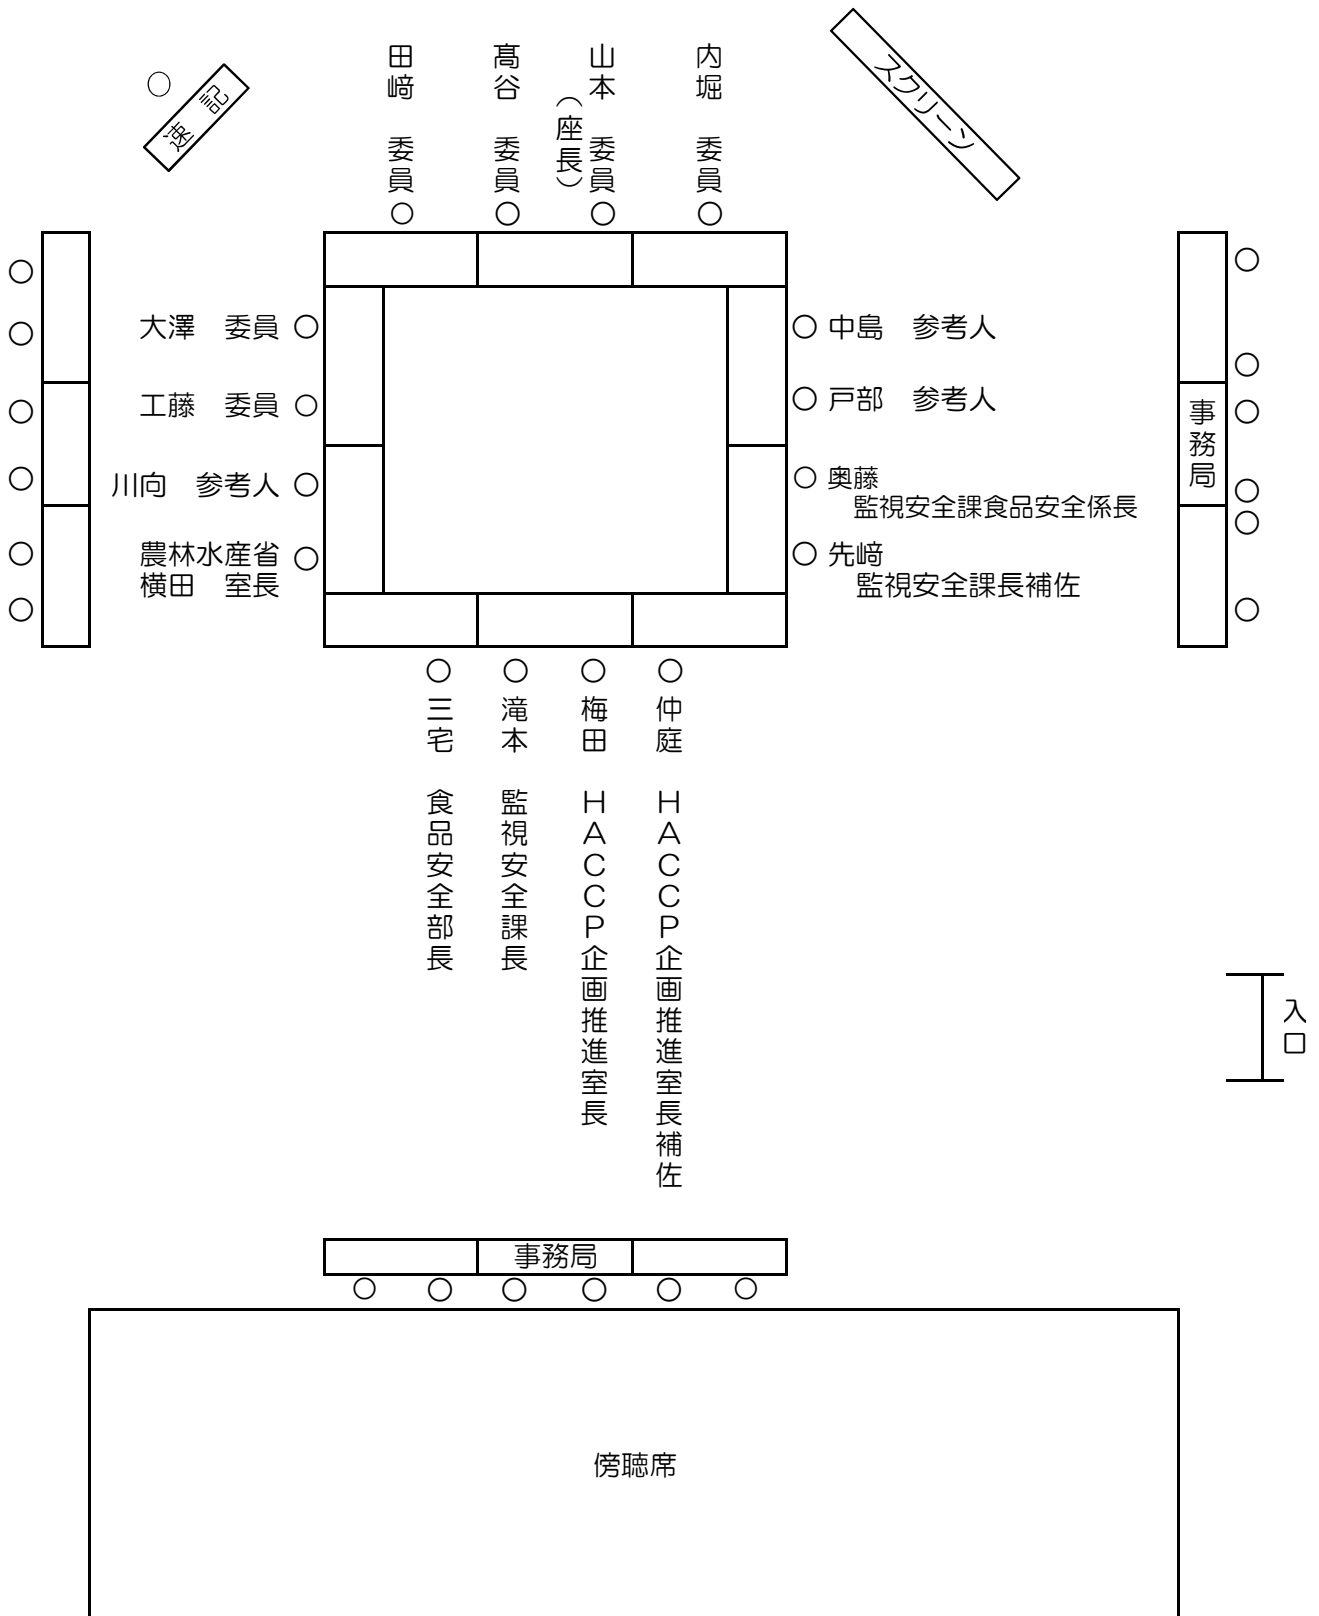 速記
田﨑　委員
髙谷　委員
山本　委員
（座長）
内堀　委員
スクリーン
大澤　委員
工藤　委員
川向　参考人
農林水産省
横田　室長
中島　参考人
戸部　参考人
奥藤
監視安全課食品安全係長
先﨑
監視安全課長補佐
事務局
三宅　食品安全部長
滝本　監視安全課長
梅田　ＨＡＣＣＰ企画推進室長
仲庭　ＨＡＣＣＰ企画推進室長補佐
入口
事務局
傍聴席